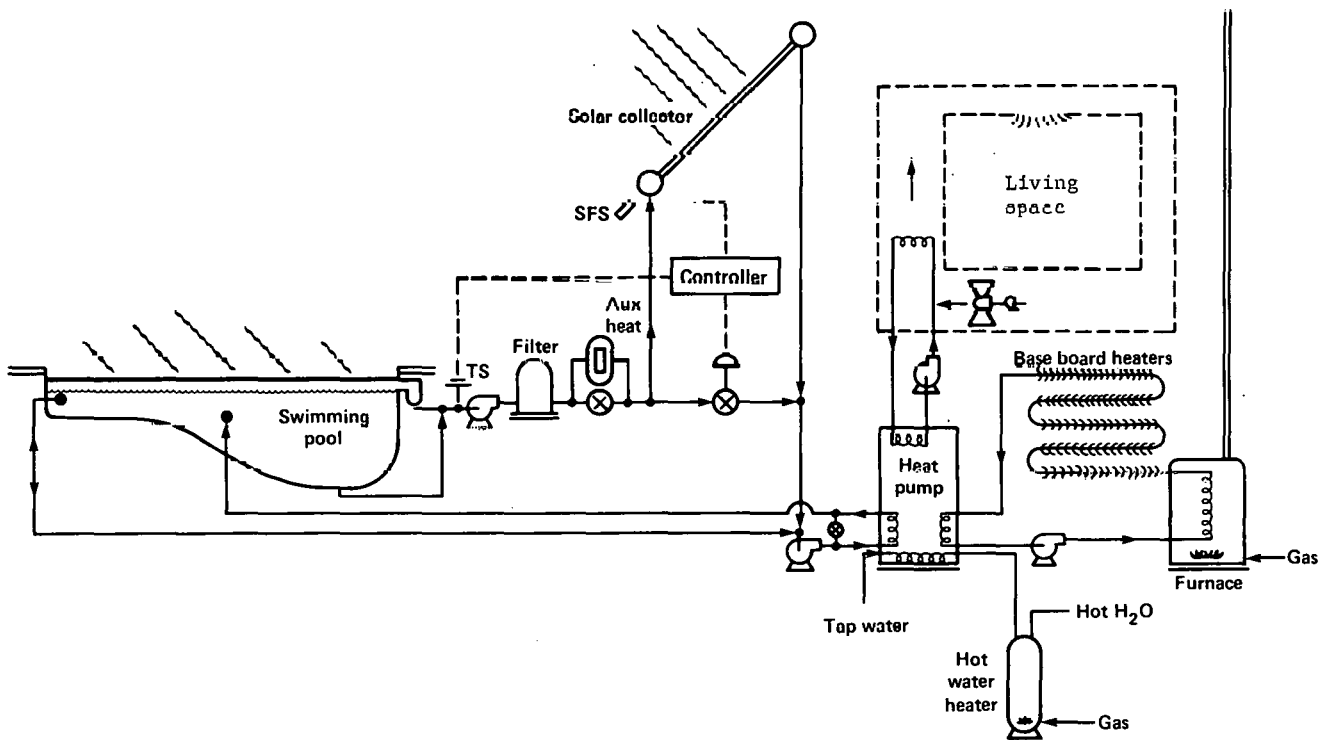 Solar collector
SFS
Living
space
Controller
Aux
heat
Filter
TS
Swimming
pool
Base board heaters
Heat
pump
Gas
Furnace
Tap water
Hot H₂O
Hot
water
heater
Gas